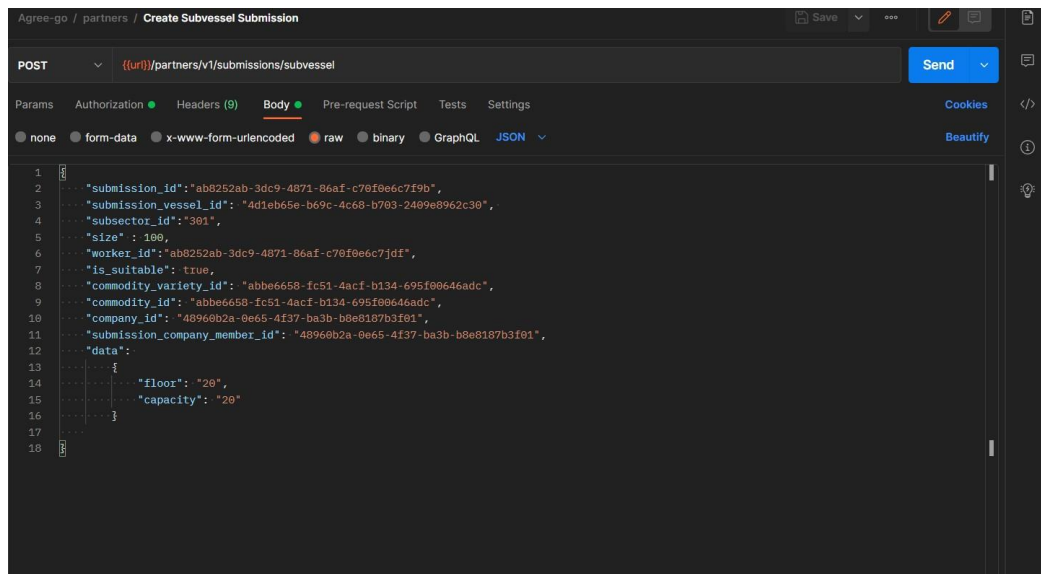 Agree-go / partners / Create Subvessel Submission
Save
POST {{url}}/partners/v1/submissions/subvessel Send
Params Authorization Headers (9) Body Pre-request Script Tests Settings Cookies
none form-data x-www-form-urlencoded raw binary GraphQL JSON Beautify
1 {
2 "submission_id":"ab8252ab-3dc9-4871-86af-c70f0e6c7f9b",
3 "submission_vessel_id": "4d1eb65e-b69c-4c68-b703-2409e8962c30",
4 "subsector_id":"301",
5 "size" : 100,
6 "worker_id":"ab8252ab-3dc9-4871-86af-c70f0e6c7jdf",
7 "is_suitable": true,
8 "commodity_variety_id": "abbe6658-fc51-4acf-b134-695f00646adc",
9 "commodity_id": "abbe6658-fc51-4acf-b134-695f00646adc",
10 "company_id": "48960b2a-0e65-4f37-ba3b-b8e8187b3f01",
11 "submission_company_member_id": "48960b2a-0e65-4f37-ba3b-b8e8187b3f01",
12 "data":
13 {
14 "floor": "20",
15 "capacity": "20"
16 }
17
18 }